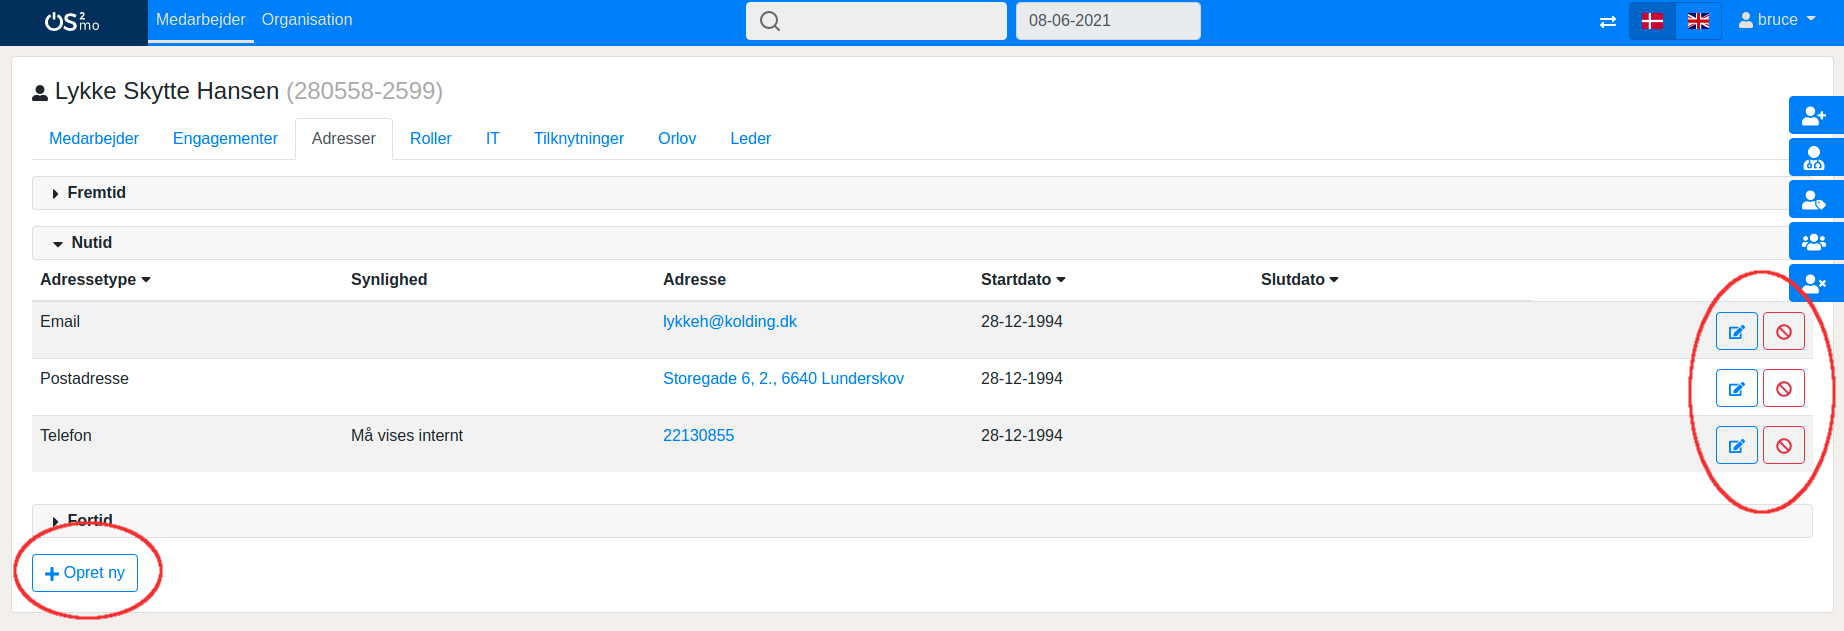 OS2mo Medarbejder Organisation 08-06-2021 bruce
Lykke Skytte Hansen (280558-2599)
Medarbejder Engagementer Adresser Roller IT Tilknytninger Orlov Leder
Fremtid
Nutid
Adressetype Synlighed Adresse Startdato Slutdato
Email lykkeh@kolding.dk 28-12-1994
Postadresse Storegade 6, 2., 6640 Lunderskov 28-12-1994
Telefon Må vises internt 22130855 28-12-1994
Fortid
Opret ny